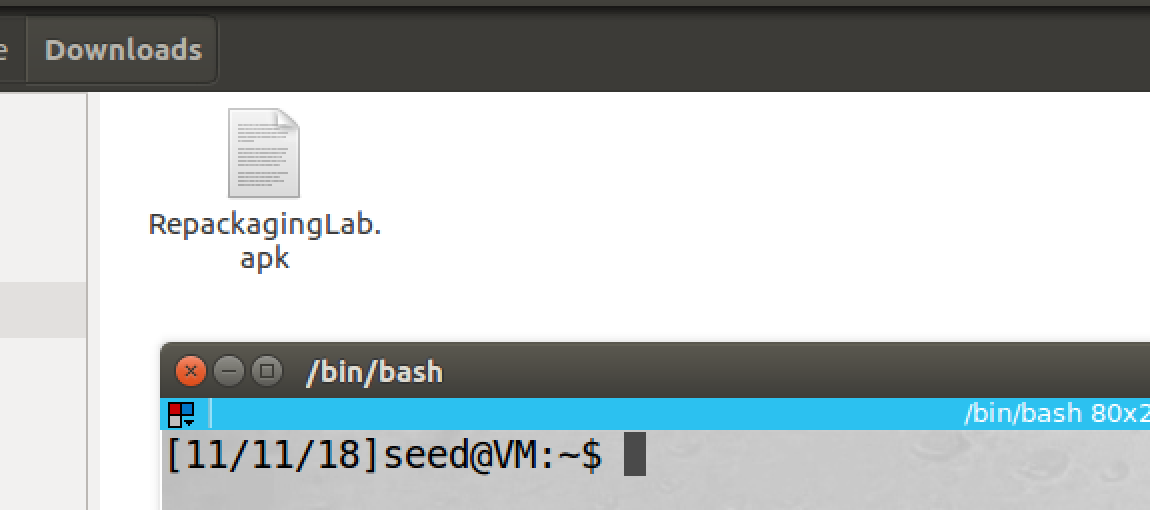 e Downloads
RepackagingLab.
apk
/bin/bash
/bin/bash 80x2
[11/11/18]seed@VM:~$